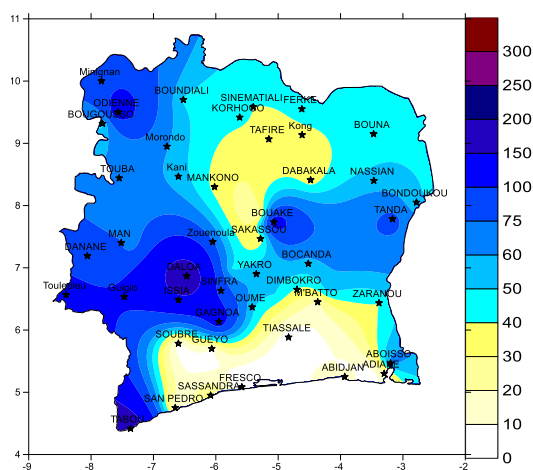 11
300
Minignan
10
BOUNDIALI
ODIENNE
SINEMATIALI
FERKE
250
KORHOGO
BOUNA
TAFIRE
Kong
200
Morondo
9
TOUBA
Kani
MANKONO
DABAKALA
NASSIAN
150
BONDOUKOU
8
BOUAKE
TANDA
100
MAN
Zouenoula
SAKASSOU
DANANE
75
YAKRO
BOCANDA
7
DALOA
60
Guiglo
ISSIA
SINFRA
DIMBOKRO
M'BATTO
ZARANOU
50
OUME
GAGNOA
6
40
SOUBRE
GUEYO
TIASSALE
30
ABOISSO
ABIDJAN
ADIAKE
20
FRESCO
SASSANDRA
5
SAN PEDRO
10
TABOU
4
0
-9 -8 -7 -6 -5 -4 -3 -2